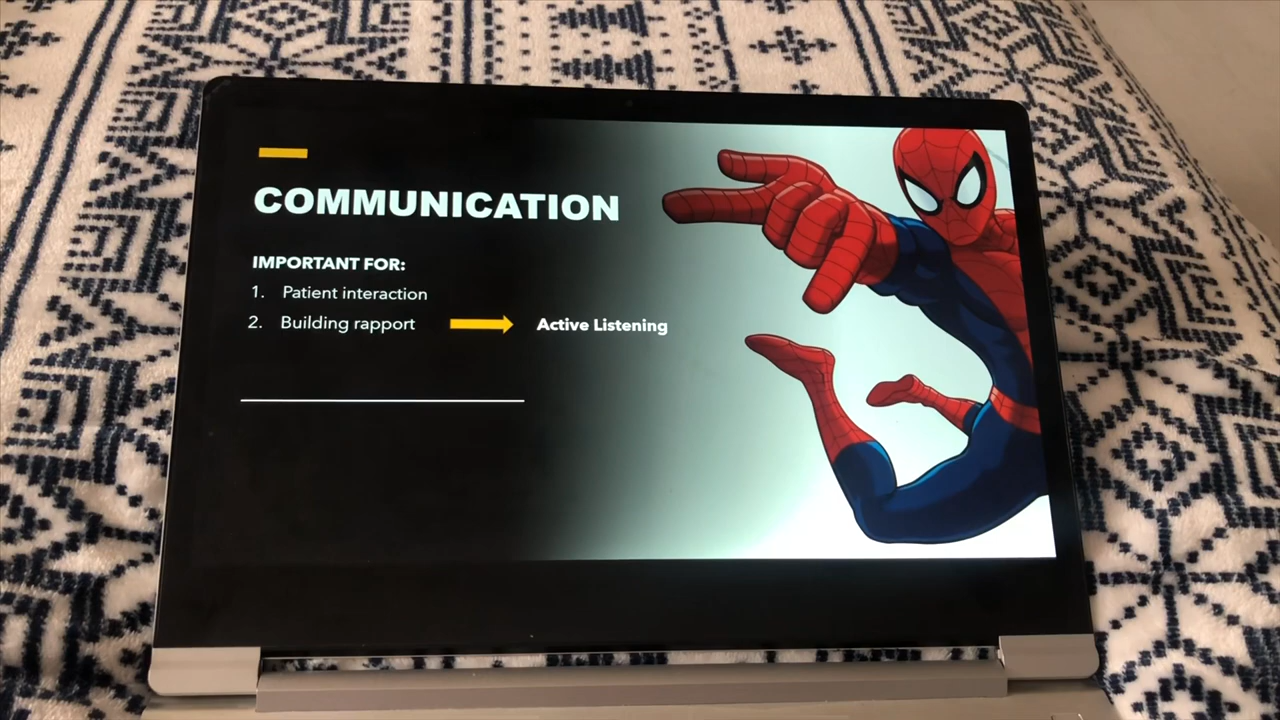 COMMUNICATION
IMPORTANT FOR:
1. Patient interaction
2. Building rapport
Active Listening